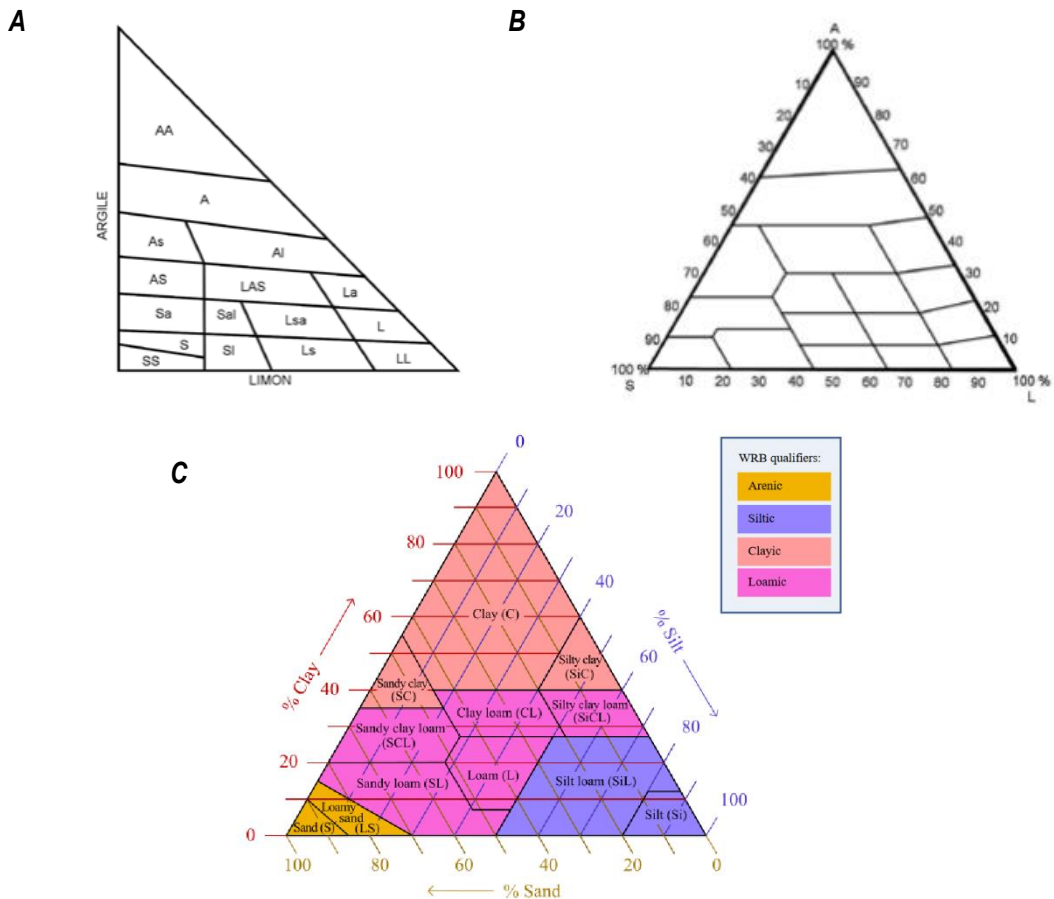 A
AA
A
As
Al
AS
LAS
La
Sa
Sal
Lsa
L
S
SS
Sl
Ls
LL
ARGILE
LIMON
B
A
100 %
10
20
30
40
50
60
70
80
90
100 %
S
90
80
70
60
50
40
30
20
10
10
20
30
40
50
60
70
80
90
100 %
L
C
WRB qualifiers:
Arenic
Siltic
Clayic
Loamic
100
80
60
40
20
0
% Clay
0
20
40
60
80
100
% Silt
Clay (C)
Silty clay
(SiC)
Sandy clay
(SC)
Clay loam (CL)
Silty clay loam
(SiCL)
Sandy clay loam
(SCL)
Sandy loam (SL)
Loam (L)
Silt loam (SiL)
Loamy
sand
(LS)
Sand (S)
Silt (Si)
100
80
60
40
20
0
% Sand